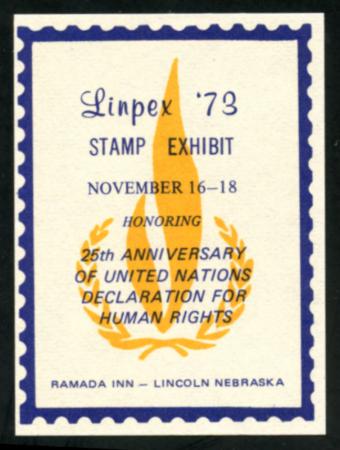 Linpex '73
STAMP EXHIBIT
NOVEMBER 16–18
HONORING
25th ANNIVERSARY
OF UNITED NATIONS
DECLARATION FOR
HUMAN RIGHTS
RAMADA INN – LINCOLN NEBRASKA